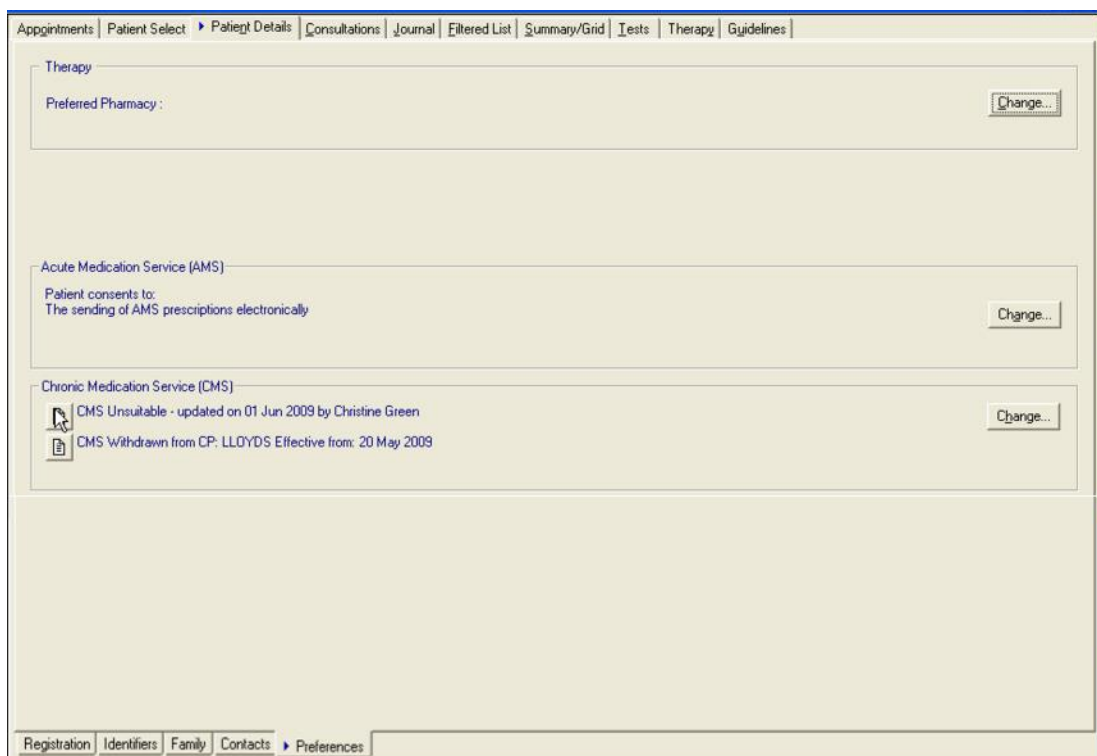 Appointments Patient Select Patient Details Consultations Journal Filtered List Summary/Grid Tests Therapy Guidelines
Therapy
Preferred Pharmacy :
Change...
Acute Medication Service (AMS)
Patient consents to:
The sending of AMS prescriptions electronically
Change...
Chronic Medication Service (CMS)
CMS Unsuitable - updated on 01 Jun 2009 by Christine Green
Change...
CMS Withdrawn from CP: LLOYDS Effective from: 20 May 2009
Registration Identifiers Family Contacts Preferences